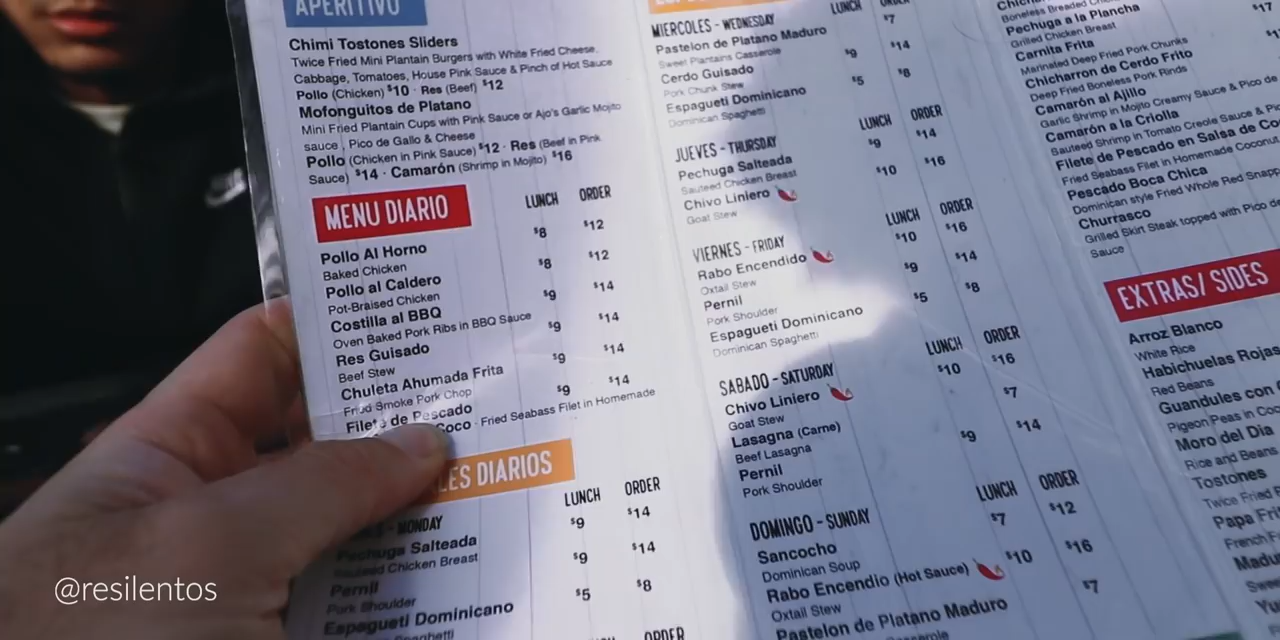 APERITIVO
Chimi Tostones Sliders
Twice Fried Mini Plantain Burgers with White Fried Cheese,
Cabbage, Tomatoes, House Pink Sauce & Pinch of Hot Sauce
Pollo (Chicken) $10 · Res (Beef) $12
Mofonguitos de Platano
Mini Fried Plantain Cups with Pink Sauce or Ajo's Garlic Mojito
sauce , Pico de Gallo & Cheese
Pollo (Chicken in Pink Sauce) $12 · Res (Beef in Pink
Sauce) $14 · Camarón (Shrimp in Mojito) $16
MENU DIARIO LUNCH ORDER
Pollo Al Horno $8 $12
Baked Chicken
Pollo al Caldero $8 $12
Pot-Braised Chicken
Costilla al BBQ $9 $14
Oven Baked Pork Ribs in BBQ Sauce
Res Guisado $9 $14
Beef Stew
Chuleta Ahumada Frita $9 $14
Fried Smoke Pork Chop
Filete de Pescado $9 $14
Coco · Fried Seabass Filet in Homemade
LES DIARIOS
LUNCH ORDER
- MONDAY
Pechuga Salteada $9 $14
Sauteed Chicken Breast
Pernil $9 $14
Pork Shoulder
Espagueti Dominicano $5 $8
Spaghetti
ORDER
MIERCOLES - WEDNESDAY LUNCH
Pastelon de Platano Maduro $7
Sweet Plantains Casserole
Cerdo Guisado $9 $14
Pork Chunk Stew
Espagueti Dominicano $5 $8
Dominican Spaghetti
JUEVES - THURSDAY LUNCH ORDER
Pechuga Salteada $9 $14
Sauteed Chicken Breast
Chivo Liniero $10 $16
Goat Stew
VIERNES - FRIDAY LUNCH ORDER
Rabo Encendido $10 $16
Oxtail Stew
Pernil $9 $14
Pork Shoulder
Espagueti Dominicano $5 $8
Dominican Spaghetti
SABADO - SATURDAY LUNCH ORDER
Chivo Liniero $10 $16
Goat Stew
Lasagna (Carne) $7
Beef Lasagna
Pernil $9 $14
Pork Shoulder
DOMINGO - SUNDAY LUNCH ORDER
Sancocho $7 $12
Dominican Soup
Rabo Encendio (Hot Sauce) $10 $16
Oxtail Stew
Pastelon de Platano Maduro $7
Boneless Breaded
Pechuga a la Plancha $17
Grilled Chicken Breast
Carnita Frita
Marinated Deep Fried Pork Chunks
Chicharron de Cerdo Frito
Deep Fried Boneless Pork Rinds
Camarón al Ajillo
Garlic Shrimp in Mojito Creamy Sauce & Pico de
Camarón a la Criolla
Sauteed Shrimp in Tomato Creole Sauce &
Filete de Pescado en Salsa de
Fried Seabass Filet in Homemade
Pescado Boca Chica
Dominican style Fried Whole Red
Churrasco
Grilled Skirt Steak topped with Pico
Sauce
EXTRAS/ SIDES
Arroz Blanco
White Rice
Habichuelas Rojas
Red Beans
Guandules con
Pigeon Peas in
Moro del Dia
Rice and Beans
Tostones
Twice Fried
Papa
French
@resilentos